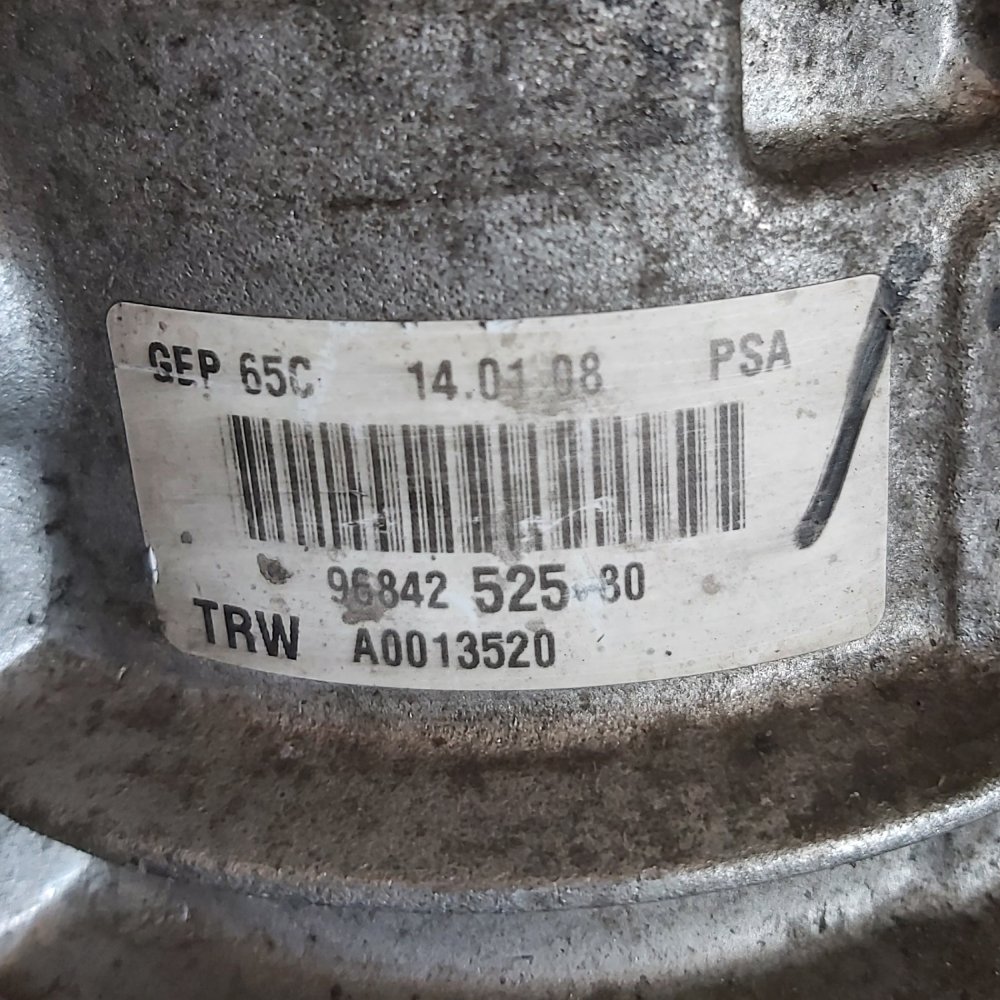 GEP 65C 14.01.08 PSA
96842 525 80
TRW A0013520